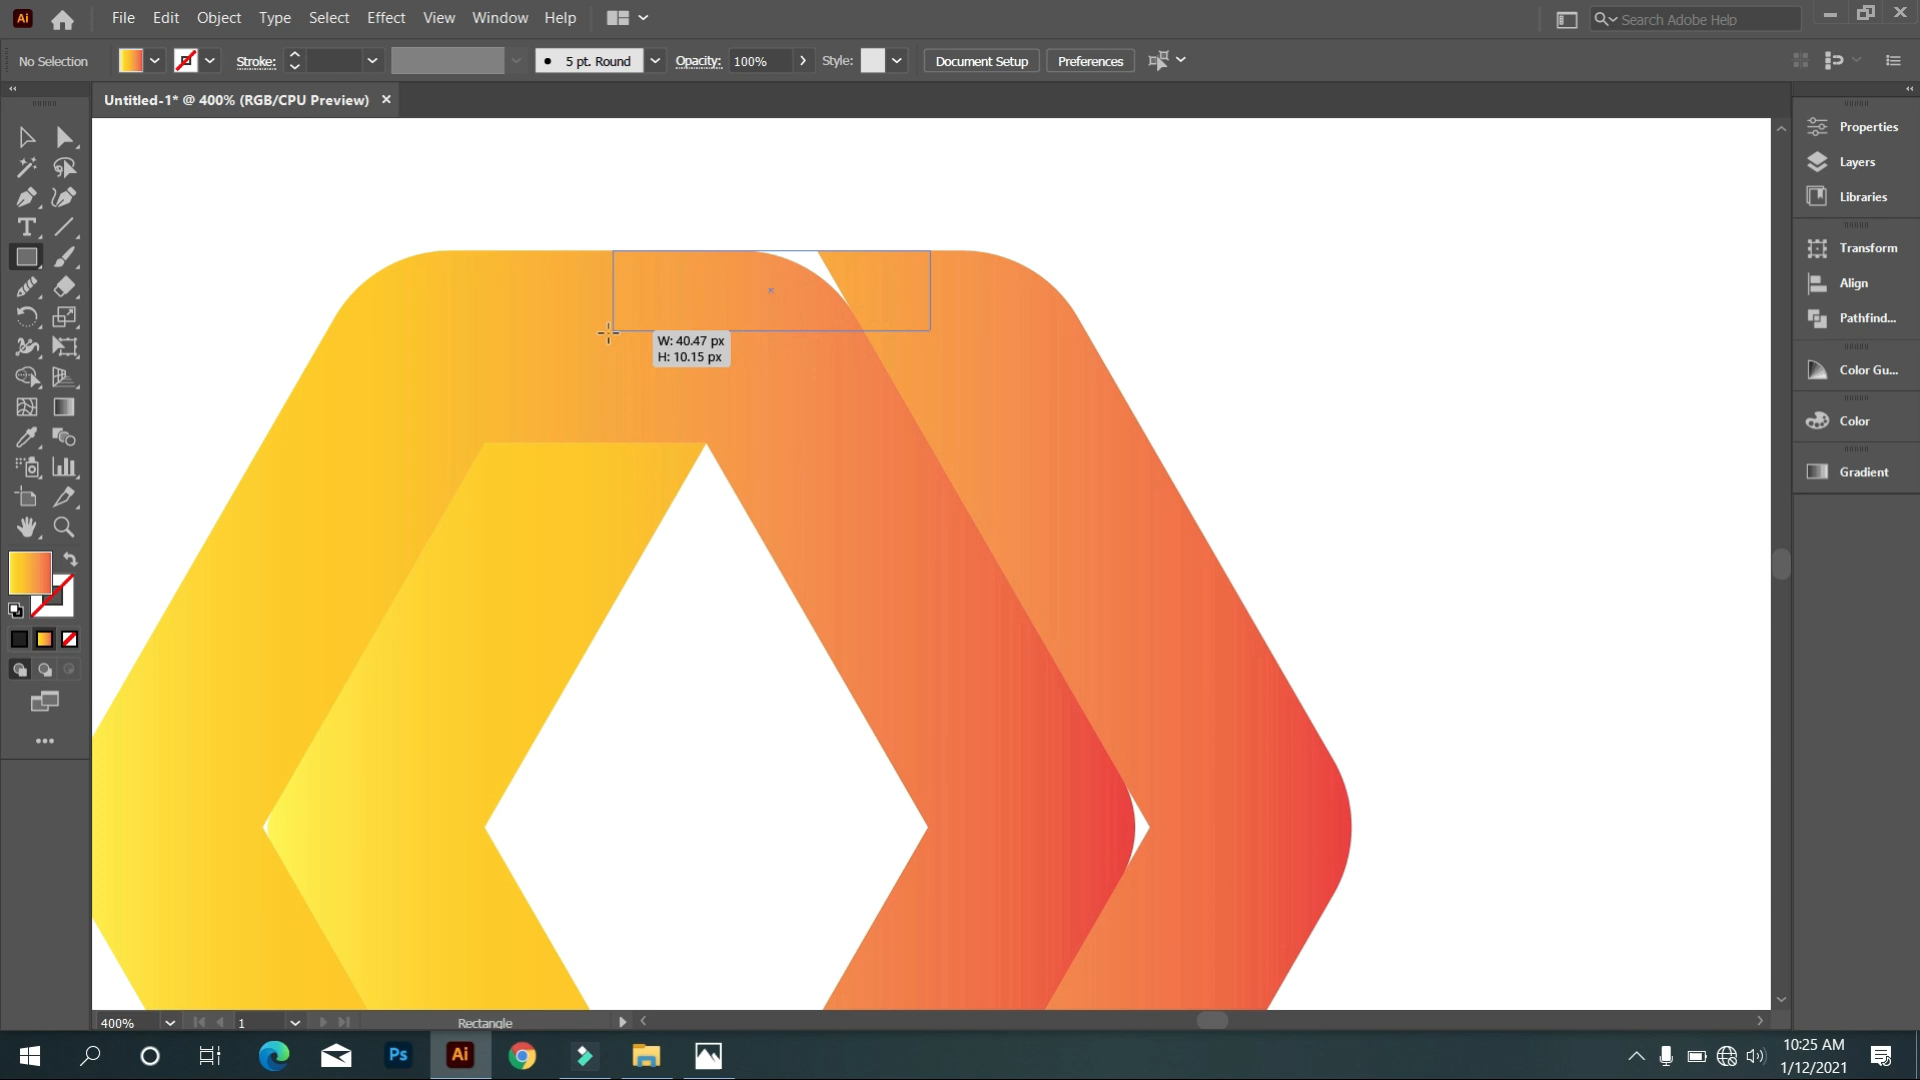 Ai File Edit Object Type Select Effect View Window Help Search Adobe Help
No Selection Stroke: 5 pt. Round Opacity: 100% Style: Document Setup Preferences
Untitled-1* @ 400% (RGB/CPU Preview)
Properties
Layers
Libraries
Transform
Align
Pathfind...
Color Gu...
Color
Gradient
W: 40.47 px
H: 10.15 px
400% 1 Rectangle
Ps Ai
10:25 AM
1/12/2021